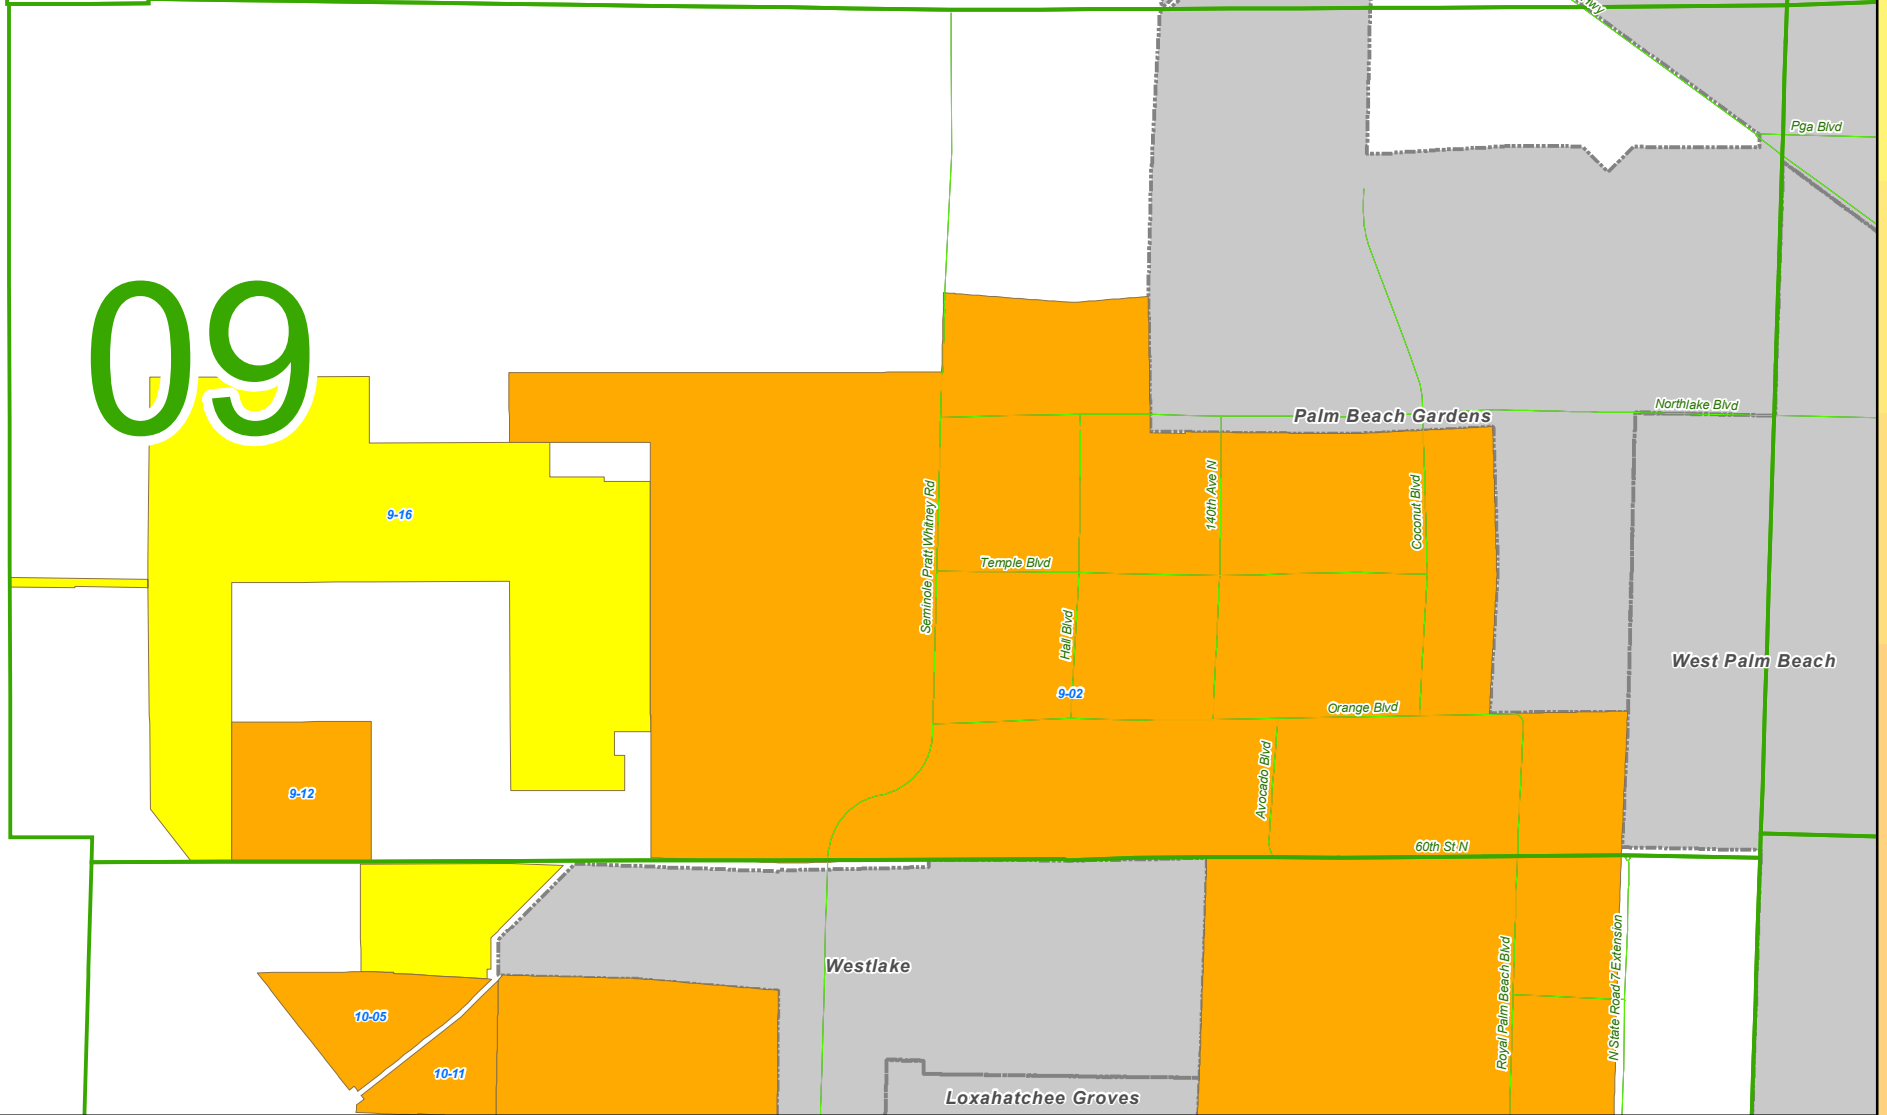 wy
Pga Blvd
09
Northlake Blvd
Palm Beach Gardens
140th Ave N
Coconut Blvd
Seminole Pratt Whitney Rd
9-16
Temple Blvd
Hall Blvd
West Palm Beach
9-02
Orange Blvd
Avocado Blvd
9-12
60th St N
Westlake
Royal Palm Beach Blvd
N State Road 7 Extension
10-05
10-11
Loxahatchee Groves